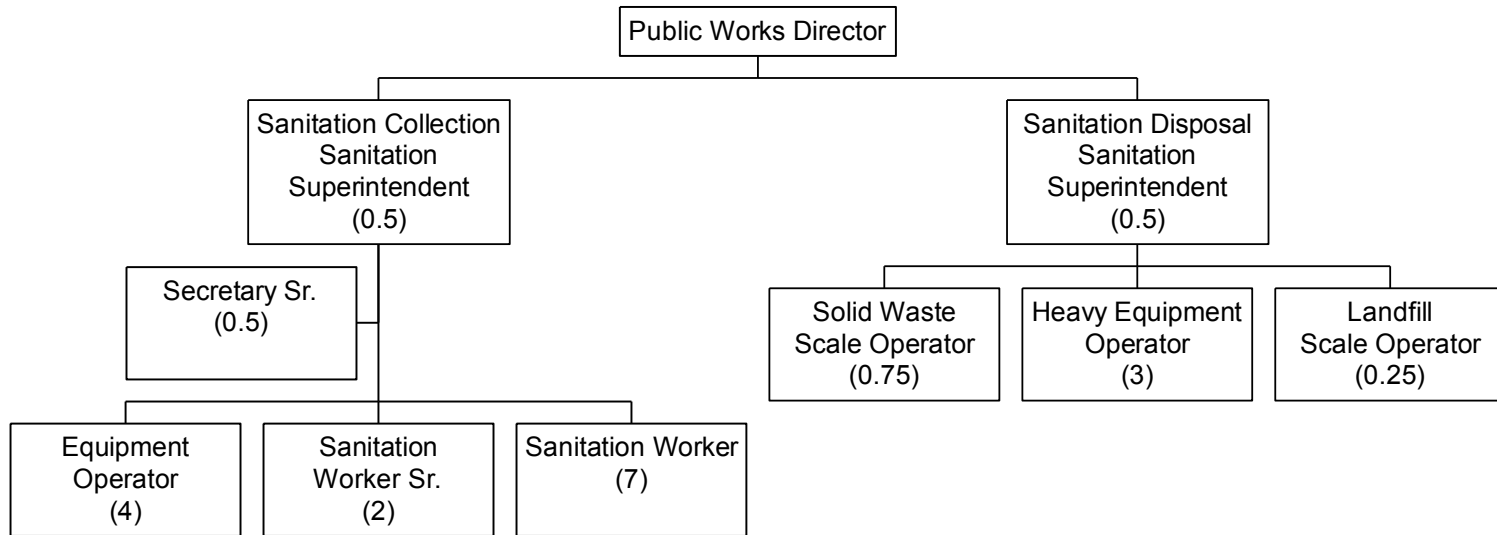 Public Works Director
Sanitation Collection
Sanitation
Superintendent
(0.5)
Sanitation Disposal
Sanitation
Superintendent
(0.5)
Secretary Sr.
(0.5)
Solid Waste
Scale Operator
(0.75)
Heavy Equipment
Operator
(3)
Landfill
Scale Operator
(0.25)
Equipment
Operator
(4)
Sanitation
Worker Sr.
(2)
Sanitation Worker
(7)